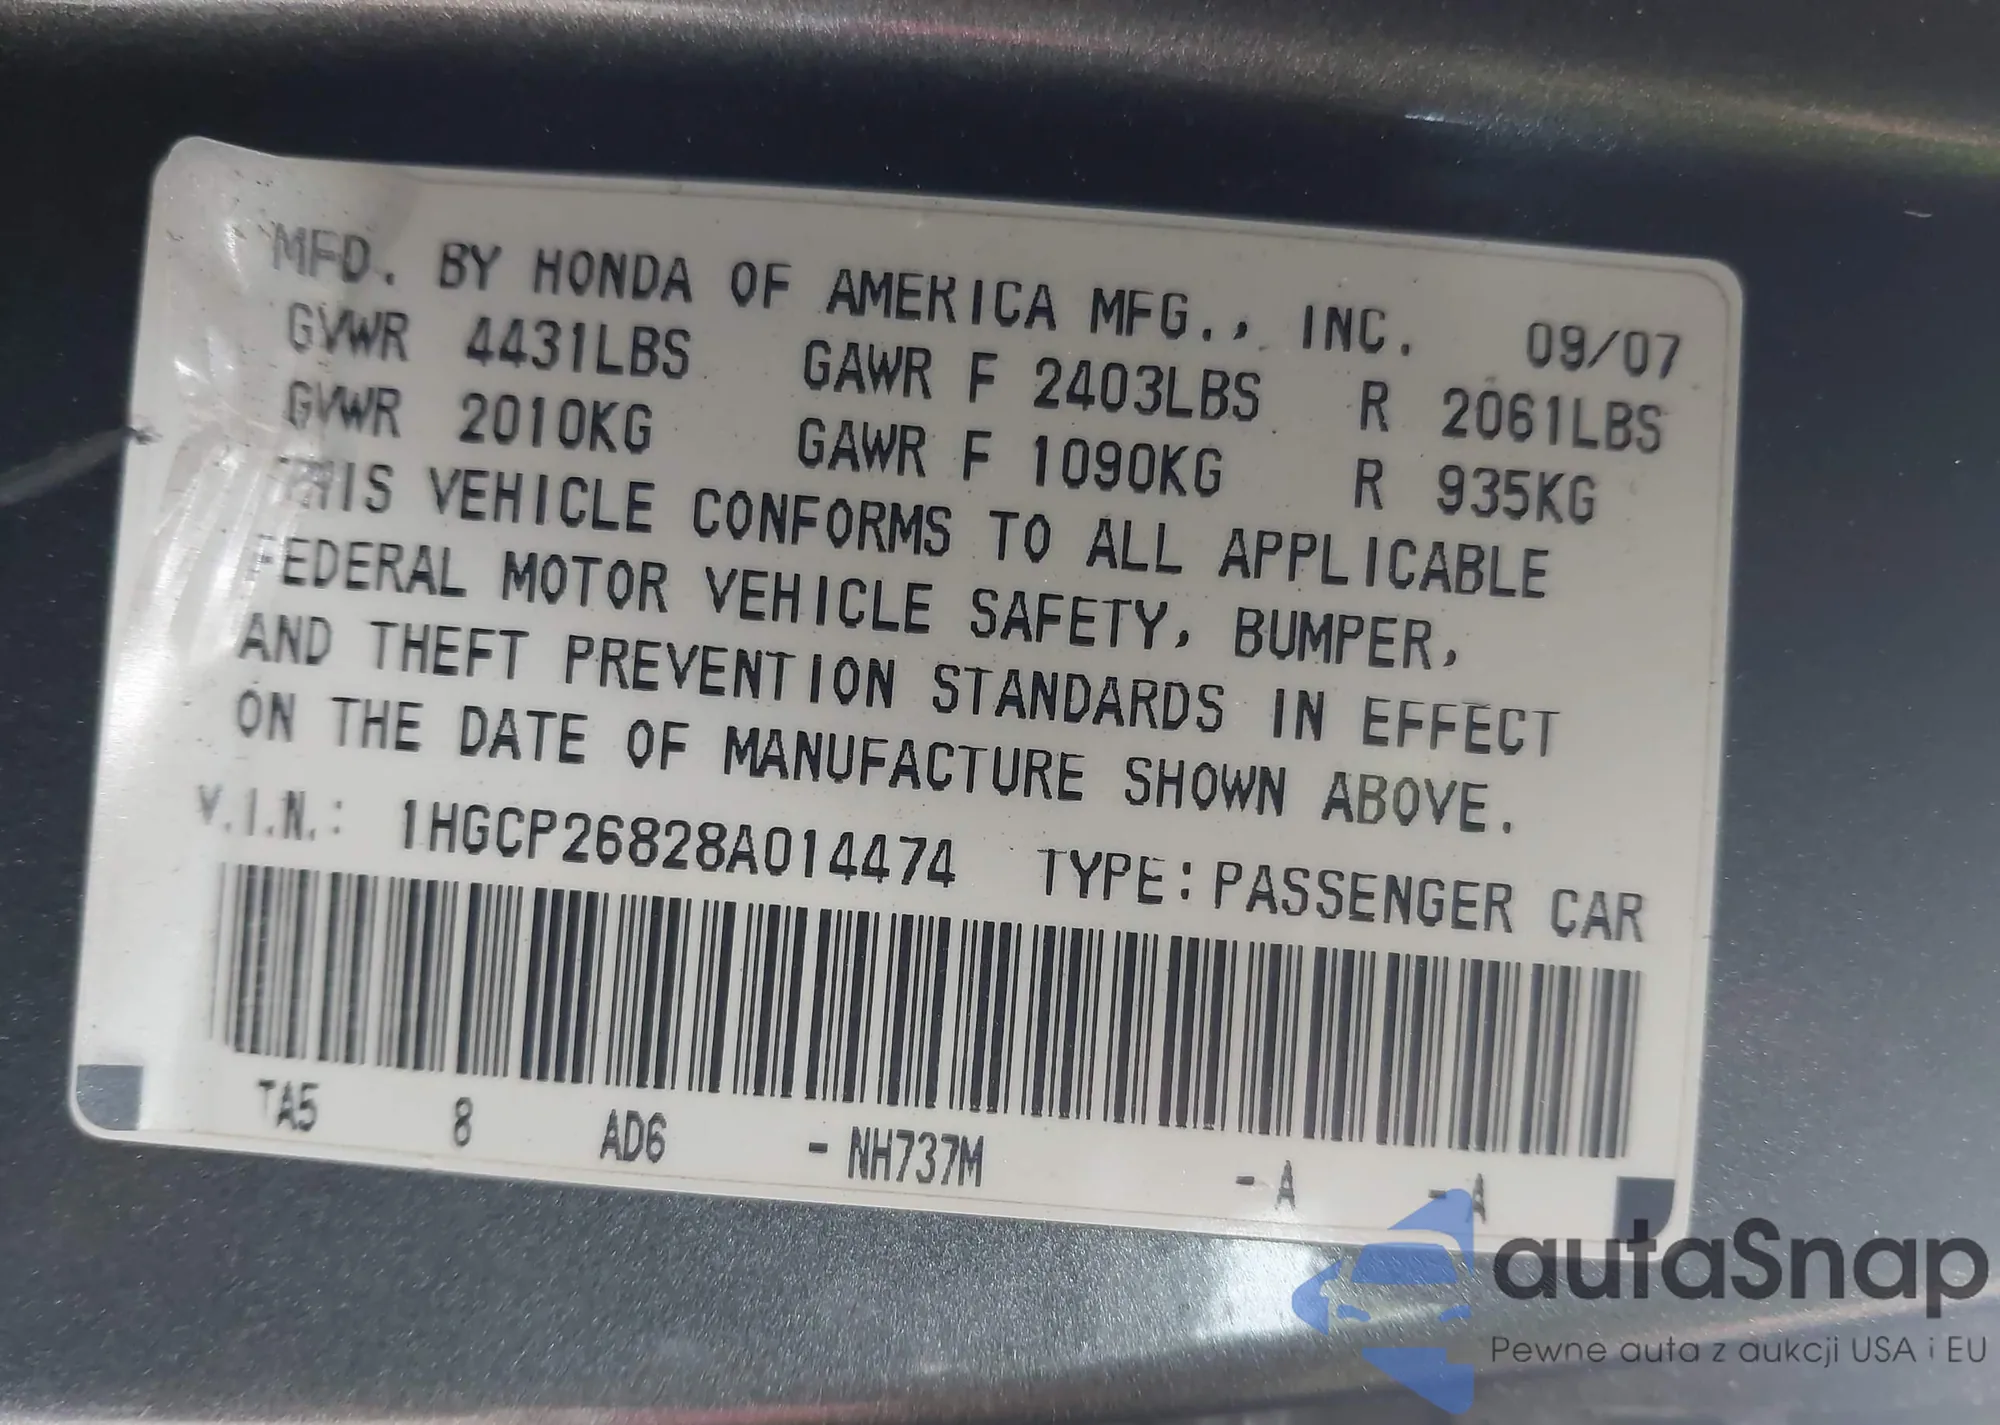 MFD. BY HONDA OF AMERICA MFG., INC. 09/07
GVWR 4431LBS GAWR F 2403LBS R 2061LBS
GVWR 2010KG GAWR F 1090KG R 935KG
THIS VEHICLE CONFORMS TO ALL APPLICABLE
FEDERAL MOTOR VEHICLE SAFETY, BUMPER,
AND THEFT PREVENTION STANDARDS IN EFFECT
ON THE DATE OF MANUFACTURE SHOWN ABOVE.
V.I.N.: 1HGCP26828A014474 TYPE: PASSENGER CAR
TA5 8 AD6 - NH737M - A - A
autaSnap
Pewne auta z aukcji USA i EU